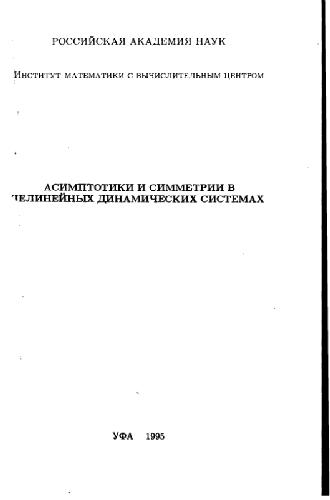 РОССИЙСКАЯ АКАДЕМИЯ НАУК
ИНСТИТУТ МАТЕМАТИКИ С ВЫЧИСЛИТЕЛЬНЫМ ЦЕНТРОМ
АСИМПТОТИКИ И СИММЕТРИИ В
НЕЛИНЕЙНЫХ ДИНАМИЧЕСКИХ СИСТЕМАХ
УФА 1995